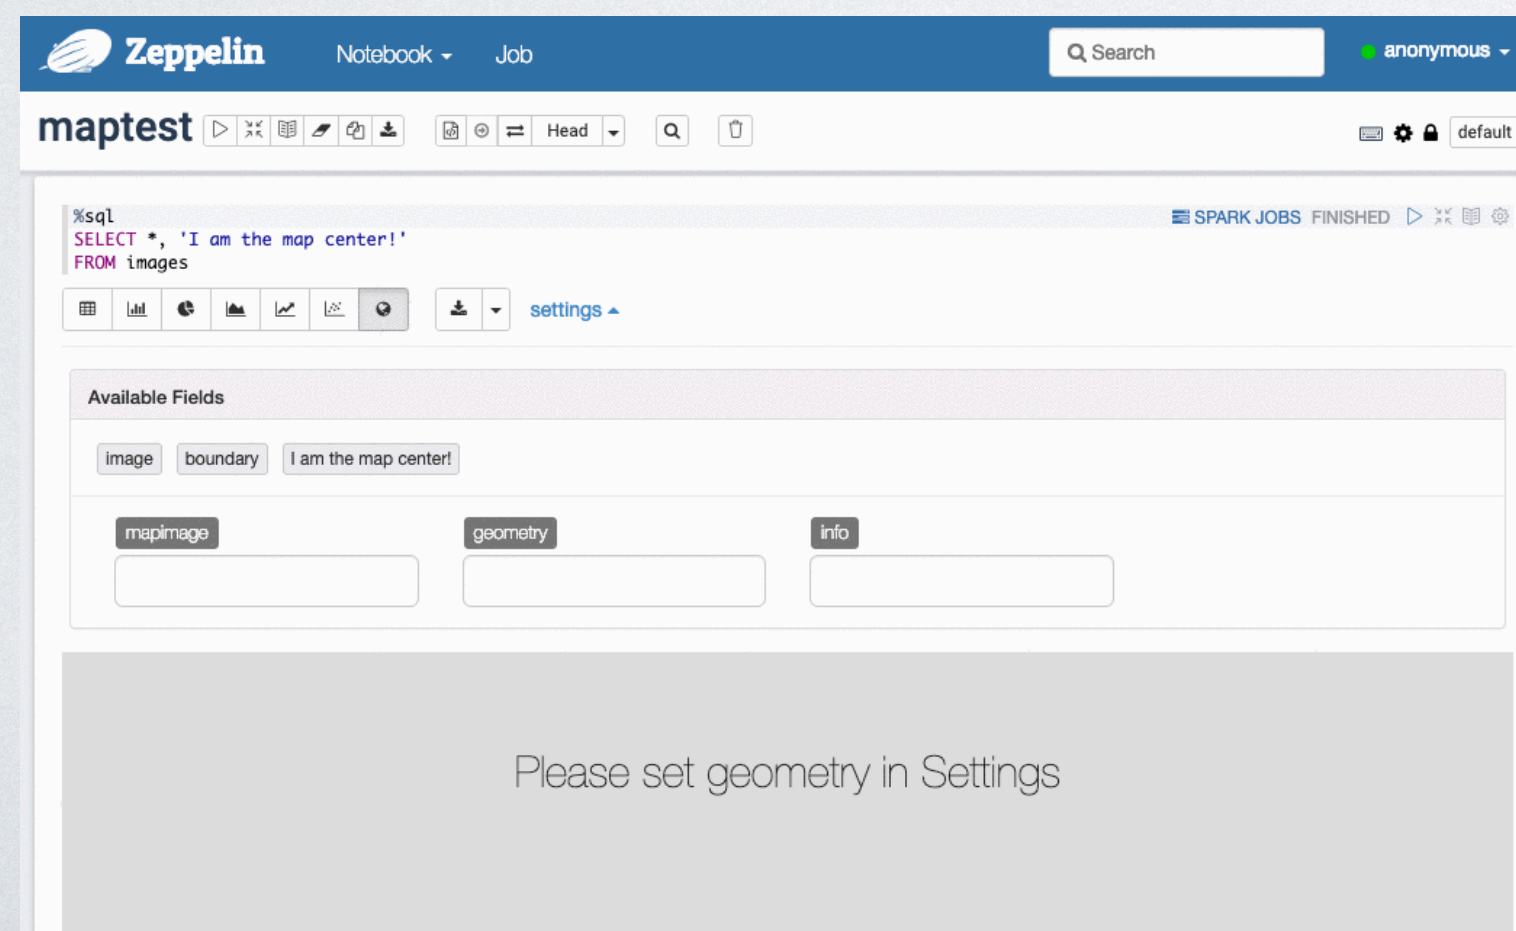 Zeppelin Notebook Job Search anonymous
maptest Head default
%sql SPARK JOBS FINISHED
SELECT *, 'I am the map center!'
FROM images
settings
Available Fields
image boundary I am the map center!
mapimage geometry info
Please set geometry in Settings